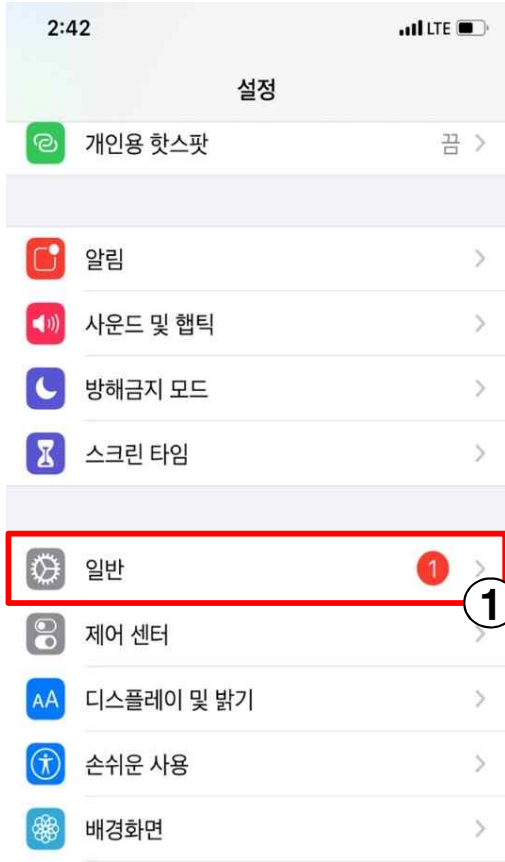 2:42 LTE
설정
개인용 핫스팟 끔
알림
사운드 및 햅틱
방해금지 모드
스크린 타임
일반 1
1
제어 센터
AA 디스플레이 및 밝기
손쉬운 사용
배경화면